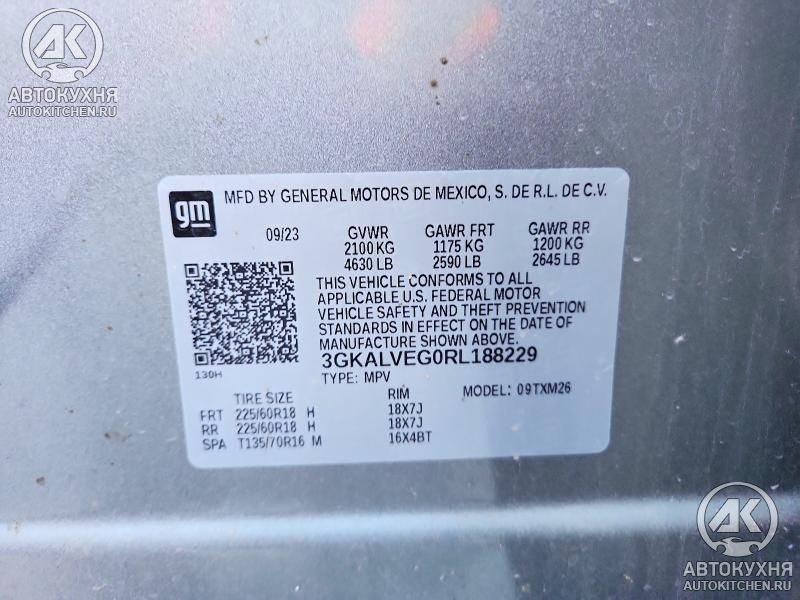 AK
АВТОКУХНЯ
AUTOKITCHEN.RU
gm
MFD BY GENERAL MOTORS DE MEXICO, S. DE R.L. DE C.V.
09/23 GVWR GAWR FRT GAWR RR
2100 KG 1175 KG 1200 KG
4630 LB 2590 LB 2645 LB
THIS VEHICLE CONFORMS TO ALL
APPLICABLE U.S. FEDERAL MOTOR
VEHICLE SAFETY AND THEFT PREVENTION
STANDARDS IN EFFECT ON THE DATE OF
MANUFACTURE SHOWN ABOVE.
3GKALVEG0RL188229
130H
TYPE: MPV MODEL: 09TXM26
TIRE SIZE RIM
FRT 225/60R18 H 18X7J
RR 225/60R18 H 18X7J
SPA T135/70R16 M 16X4BT
AK
АВТОКУХНЯ
AUTOKITCHEN.RU